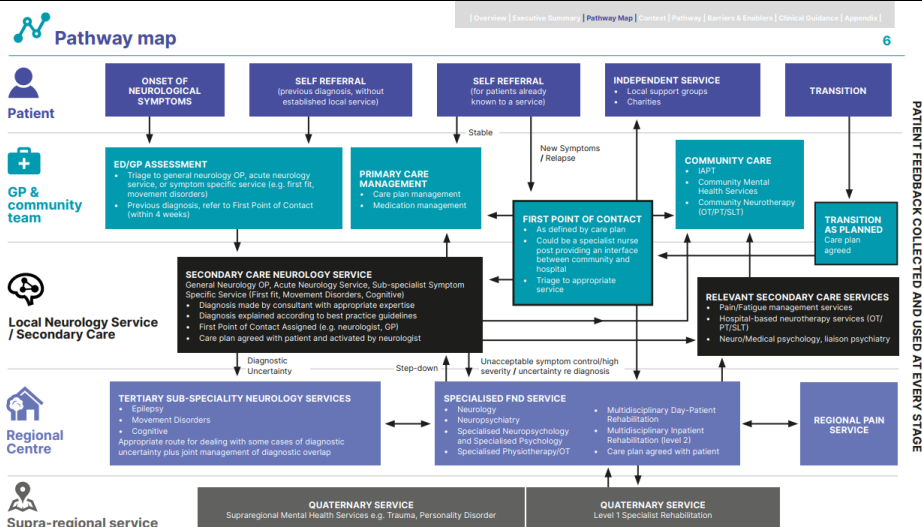 | Overview | Executive Summary | Pathway Map | Context | Pathway | Barriers & Enablers | Clinical Guidance | Appendix |
Pathway map
6
Patient
ONSET OF
NEUROLOGICAL
SYMPTOMS
SELF REFERRAL
(previous diagnosis, without
established local service)
SELF REFERRAL
(for patients already
known to a service)
INDEPENDENT SERVICE
• Local support groups
• Charities
TRANSITION
Stable
New Symptoms
/ Relapse
GP &
community
team
ED/GP ASSESSMENT
• Triage to general neurology OP, acute neurology
service, or symptom specific service (e.g. first fit,
movement disorders)
• Previous diagnosis, refer to First Point of Contact
(within 4 weeks)
PRIMARY CARE
MANAGEMENT
• Care plan management
• Medication management
FIRST POINT OF CONTACT
• As defined by care plan
• Could be a specialist nurse
post providing an interface
between community and
hospital
• Triage to appropriate
service
COMMUNITY CARE
• IAPT
• Community Mental
Health Services
• Community Neurotherapy
(OT/PT/SLT)
TRANSITION
AS PLANNED
Care plan
agreed
Local Neurology Service
/ Secondary Care
SECONDARY CARE NEUROLOGY SERVICE
General Neurology OP, Acute Neurology Service, Sub-specialist Symptom
Specific Service (First fit, Movement Disorders, Cognitive)
• Diagnosis made by consultant with appropriate expertise
• Diagnosis explained according to best practice guidelines
• First Point of Contact Assigned (e.g. neurologist, GP)
• Care plan agreed with patient and activated by neurologist
RELEVANT SECONDARY CARE SERVICES
• Pain/Fatigue management services
• Hospital-based neurotherapy services (OT/
PT/SLT)
• Neuro/Medical psychology, liaison psychiatry
Diagnostic
Uncertainty
Step-down
Unacceptable symptom control/high
severity / uncertainty re diagnosis
Regional
Centre
TERTIARY SUB-SPECIALITY NEUROLOGY SERVICES
• Epilepsy
• Movement Disorders
• Cognitive
Appropriate route for dealing with some cases of diagnostic
uncertainty plus joint management of diagnostic overlap
SPECIALISED FND SERVICE
• Neurology
• Neuropsychiatry
• Specialised Neuropsychology
and Specialised Psychology
• Specialised Physiotherapy/OT
• Multidisciplinary Day-Patient
Rehabilitation
• Multidisciplinary Inpatient
Rehabilitation (level 2)
• Care plan agreed with patient
REGIONAL PAIN
SERVICE
Supra-regional service
QUATERNARY SERVICE
Supraregional Mental Health Services e.g. Trauma, Personality Disorder
QUATERNARY SERVICE
Level 1 Specialist Rehabilitation
PATIENT FEEDBACK COLLECTED AND USED AT EVERY STAGE